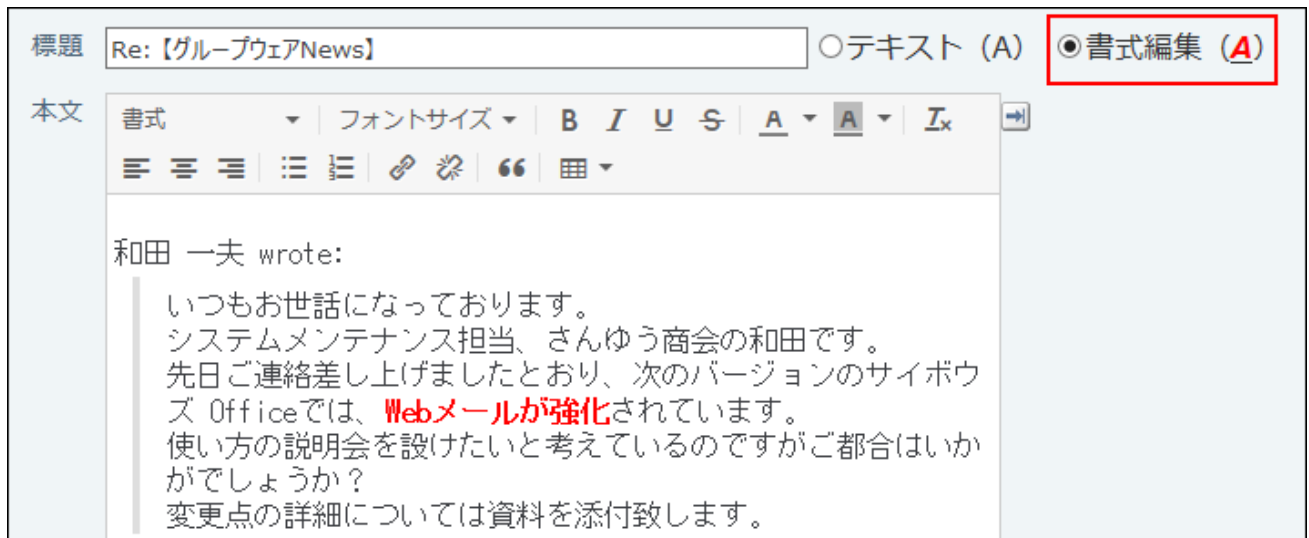 標題 Re:【グループウェアNews】 テキスト (A) 書式編集 (A)
本文 書式 フォントサイズ B I U S A A Tx
和田 一夫 wrote:
いつもお世話になっております。
システムメンテナンス担当、さんゆう商会の和田です。
先日ご連絡差し上げましたとおり、次のバージョンのサイボウ
ズ Officeでは、Webメールが強化されています。
使い方の説明会を設けたいと考えているのですがご都合はいか
がでしょうか？
変更点の詳細については資料を添付致します。